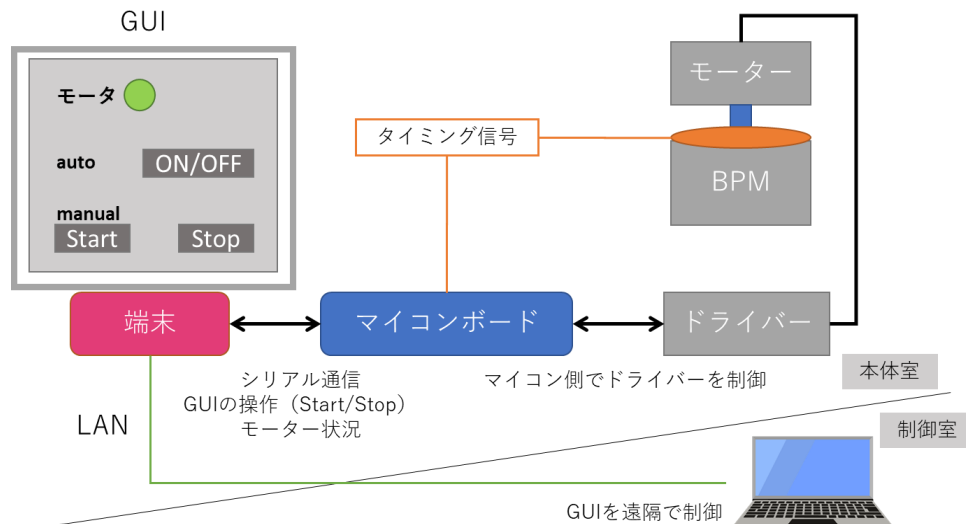 GUI
モータ
auto
ON/OFF
manual
Start
Stop
モーター
タイミング信号
BPM
端末
マイコンボード
ドライバー
シリアル通信
GUIの操作（Start/Stop）
モーター状況
マイコン側でドライバーを制御
本体室
LAN
制御室
GUIを遠隔で制御